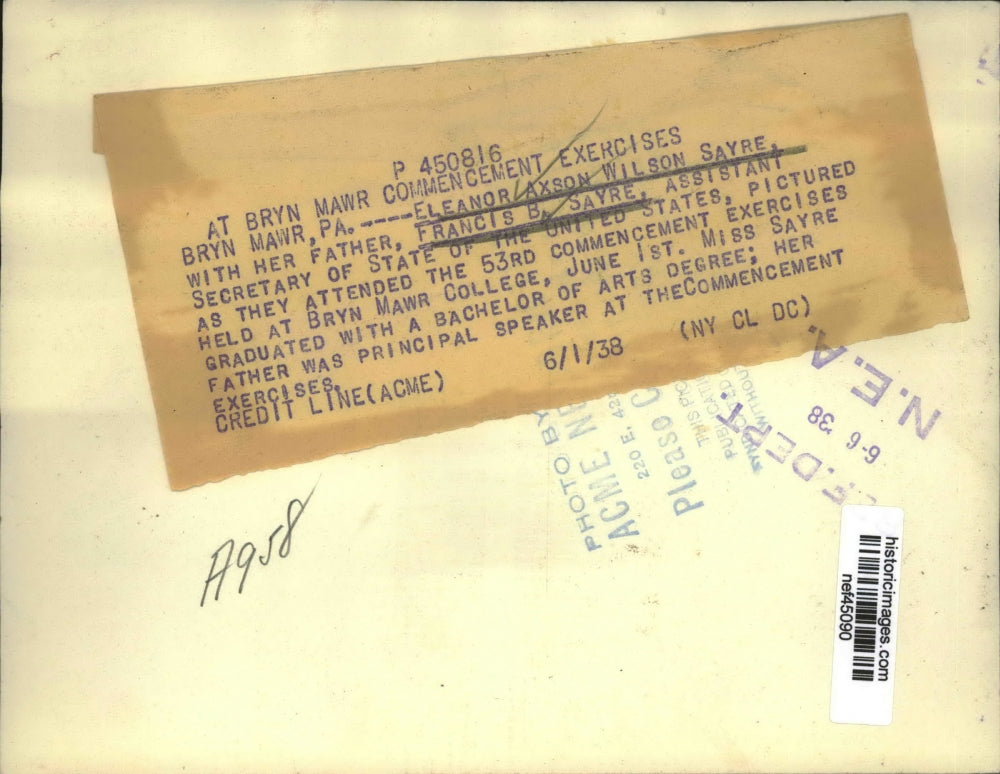 P 450816
AT BRYN MAWR COMMENCEMENT EXERCISES
BRYN MAWR, PA.----ELEANOR AXSON WILSON SAYRE,
WITH HER FATHER, FRANCIS B. SAYRE, ASSISTANT
SECRETARY OF STATE OF THE UNITED STATES, PICTURED
AS THEY ATTENDED THE 53RD COMMENCEMENT EXERCISES
HELD AT BRYN MAWR COLLEGE, JUNE 1ST. MISS SAYRE
GRADUATED WITH A BACHELOR OF ARTS DEGREE; HER
FATHER WAS PRINCIPAL SPEAKER AT THECOMMENCEMENT
EXERCISES.
CREDIT LINE(ACME) 6/1/38 (NY CL DC)
PHOTO BY
ACME
220 E. 42
Please
THIS
WITHOU
N.E.A.
6-6 '38
DEPT.
A958
historicimages.com
nef45090